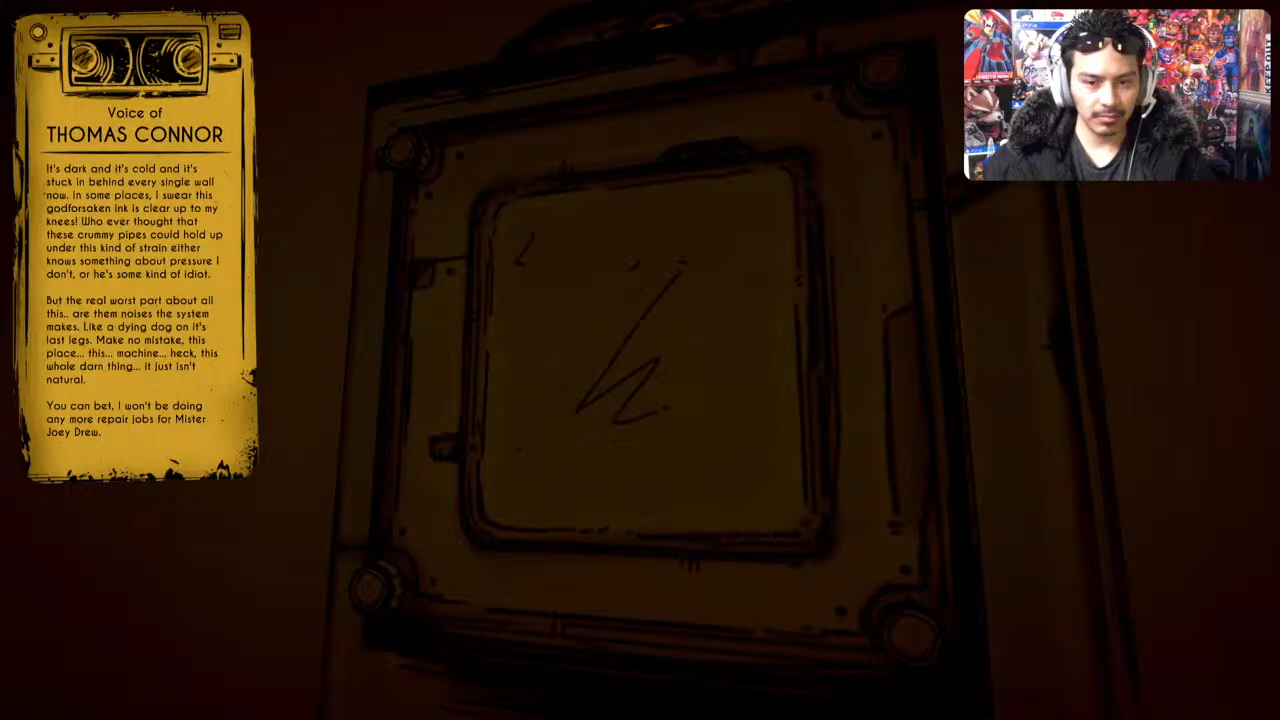 Voice of
THOMAS CONNOR
It's dark and it's cold and it's
stuck in behind every single wall
now. In some places, I swear this
godforsaken ink is clear up to my
knees! Who ever thought that
these crummy pipes could hold up
under this kind of strain either
knows something about pressure I
don't, or he's some kind of idiot.
But the real worst part about all
this.. are them noises the system
makes. Like a dying dog on it's
last legs. Make no mistake, this
place... this... machine... heck, this
whole darn thing... it just isn't
natural.
You can bet, I won't be doing
any more repair jobs for Mister
Joey Drew.